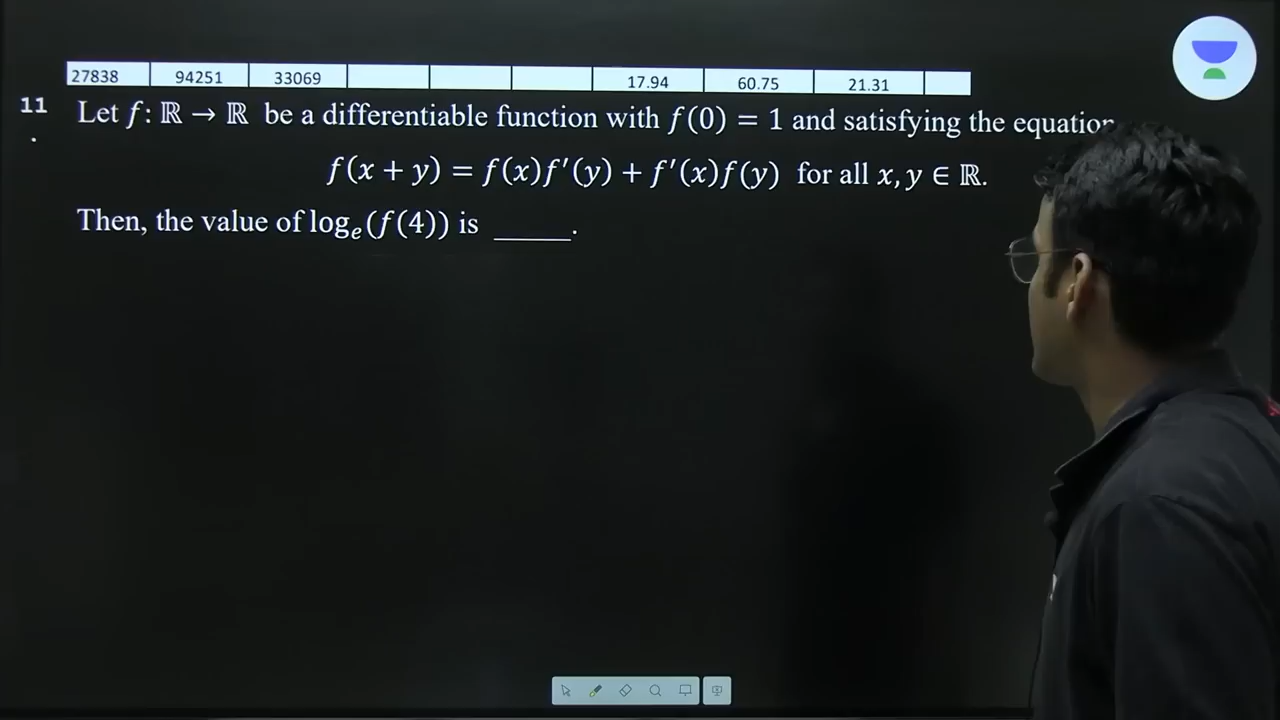 27838 94251 33069 17.94 60.75 21.31
11. Let f: ℝ → ℝ be a differentiable function with f(0) = 1 and satisfying the equation
f(x + y) = f(x)f′(y) + f′(x)f(y) for all x, y ∈ ℝ.
Then, the value of logₑ(f(4)) is _____.